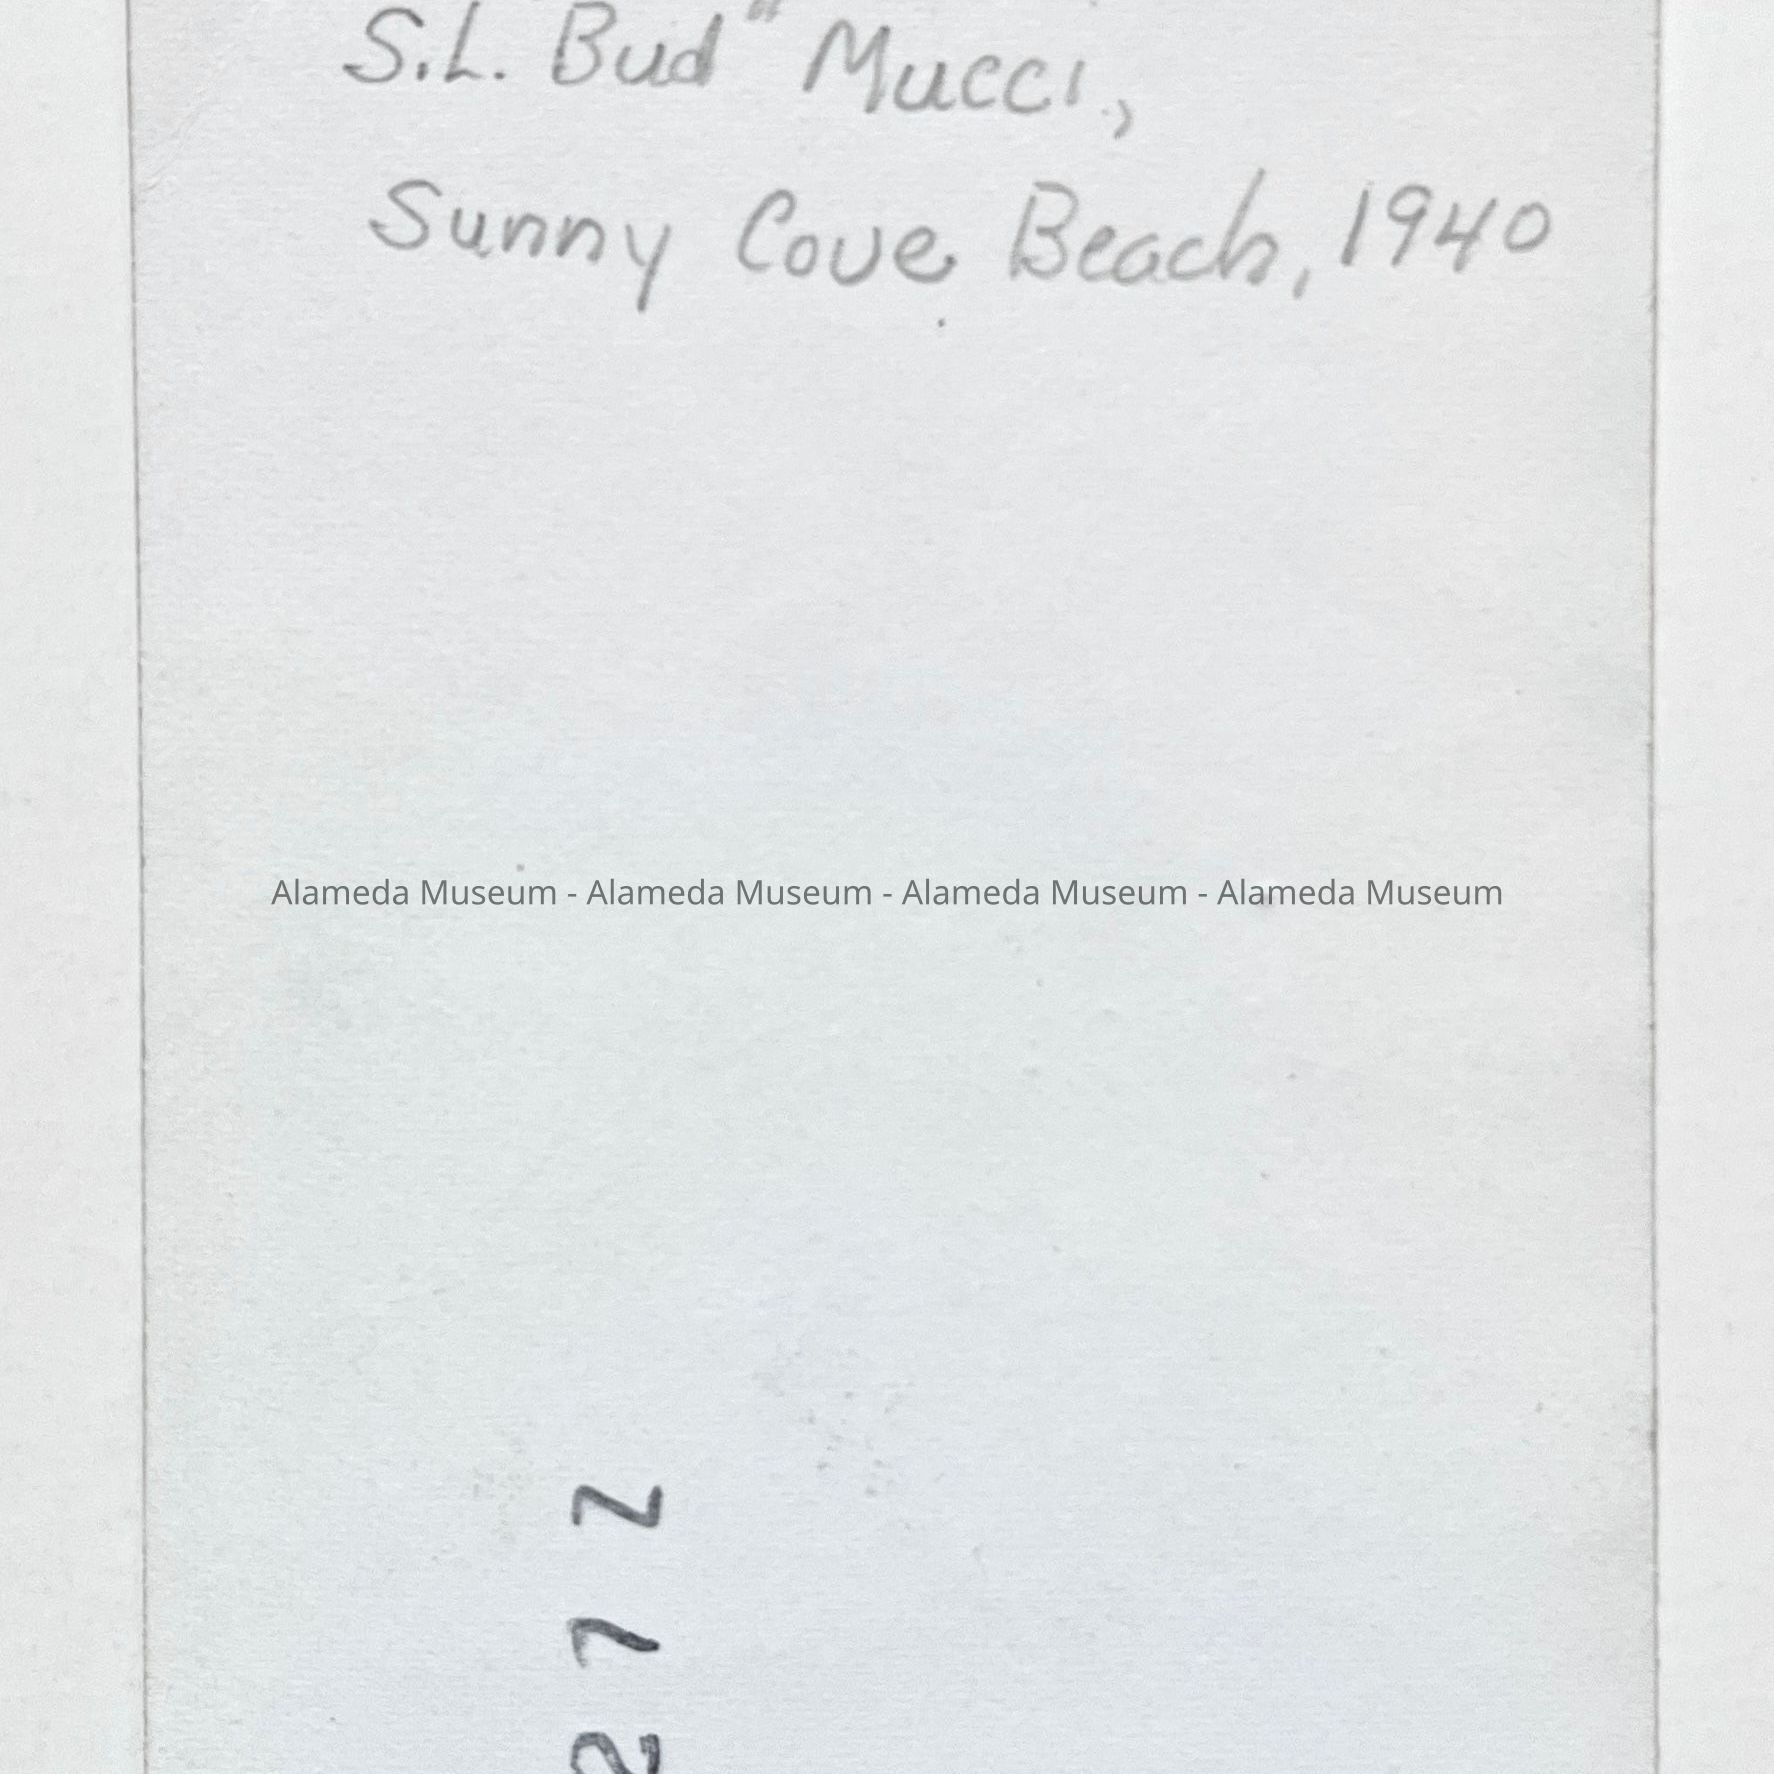 S.L. Bud" Mucci,
Sunny Cove Beach, 1940
Alameda Museum - Alameda Museum - Alameda Museum - Alameda Museum